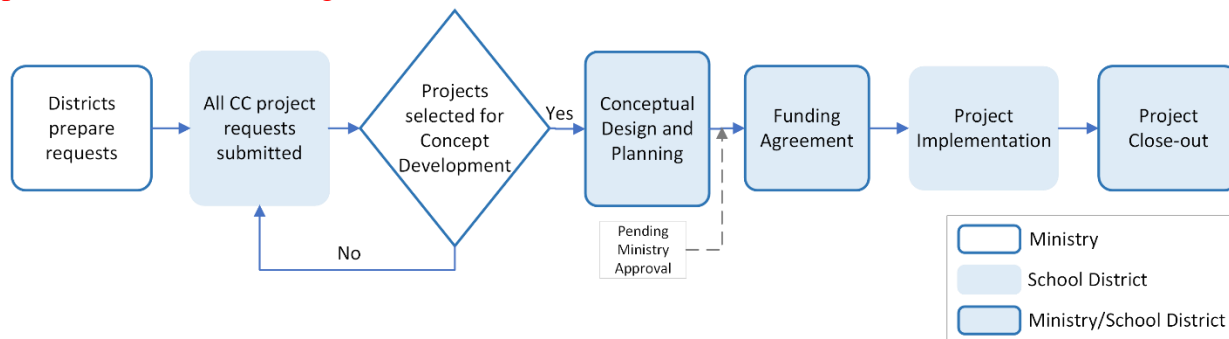 Districts
prepare
requests
All CC project
requests
submitted
Projects
selected for
Concept
Development
Yes
No
Conceptual
Design and
Planning
Pending
Ministry
Approval
Funding
Agreement
Project
Implementation
Project
Close-out
Ministry
School District
Ministry/School District